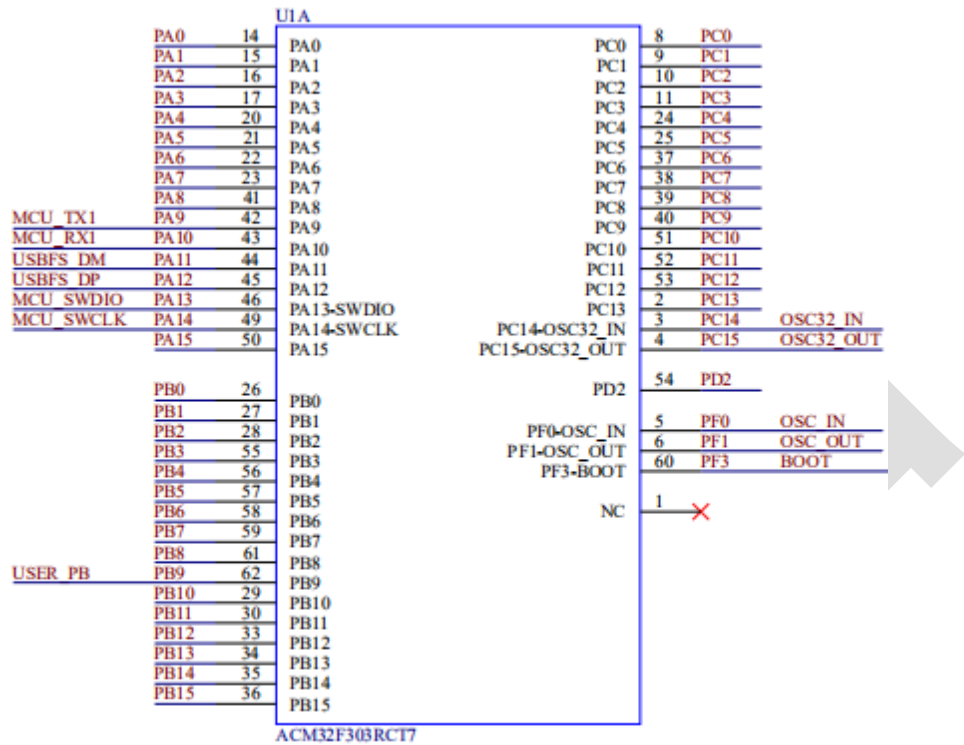 U1A
PA0 14 PA0 PC0 8 PC0
PA1 15 PA1 PC1 9 PC1
PA2 16 PA2 PC2 10 PC2
PA3 17 PA3 PC3 11 PC3
PA4 20 PA4 PC4 24 PC4
PA5 21 PA5 PC5 25 PC5
PA6 22 PA6 PC6 37 PC6
PA7 23 PA7 PC7 38 PC7
PA8 41 PA8 PC8 39 PC8
MCU_TX1 PA9 42 PA9 PC9 40 PC9
MCU_RX1 PA10 43 PA10 PC10 51 PC10
USBFS_DM PA11 44 PA11 PC11 52 PC11
USBFS_DP PA12 45 PA12 PC12 53 PC12
MCU_SWDIO PA13 46 PA13-SWDIO PC13 2 PC13
MCU_SWCLK PA14 49 PA14-SWCLK PC14-OSC32_IN 3 PC14 OSC32_IN
PA15 50 PA15 PC15-OSC32_OUT 4 PC15 OSC32_OUT
PB0 26 PB0 PD2 54 PD2
PB1 27 PB1
PB2 28 PB2 PF0-OSC_IN 5 PF0 OSC_IN
PB3 55 PB3 PF1-OSC_OUT 6 PF1 OSC_OUT
PB4 56 PB4 PF3-BOOT 60 PF3 BOOT
PB5 57 PB5
PB6 58 PB6 NC 1
PB7 59 PB7
PB8 61 PB8
USER_PB PB9 62 PB9
PB10 29 PB10
PB11 30 PB11
PB12 33 PB12
PB13 34 PB13
PB14 35 PB14
PB15 36 PB15
ACM32F303RCT7